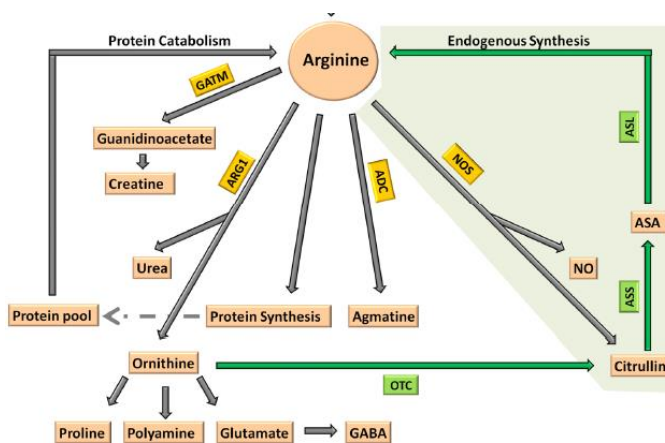 Protein Catabolism
Endogenous Synthesis
Arginine
GATM
Guanidinoacetate
Creatine
ARG1
ADC
NOS
ASL
ASA
Urea
NO
ASS
Protein pool
Protein Synthesis
Agmatine
Ornithine
OTC
Citrullin
Proline
Polyamine
Glutamate
GABA